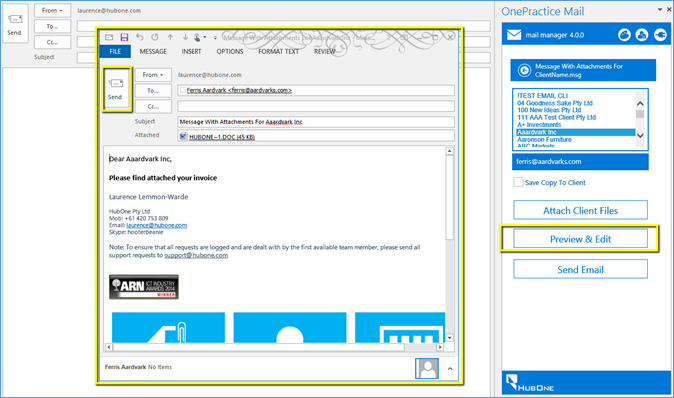 From
laurence@hubone.com
Send
To...
Cc...
Message With Attachments For Aaardvark Inc
FILE
MESSAGE
INSERT
OPTIONS
FORMAT TEXT
REVIEW
From
laurence@hubone.com
Send
To...
Ferris Aardvark <ferris@aardvarks.com>
Cc...
Subject
Message With Attachments For Aaardvark Inc
Attached
HUBONE~1.DOC (45 KB)
Dear Aaardvark Inc,
Please find attached your invoice
Laurence Lemmon-Warde
HubOne Pty Ltd
Mob: +61 420 753 809
Email: laurence@hubone.com
Skype: hooterbeanie
Note: To ensure that all requests are logged and are dealt with by the first available team member, please send all
support requests to support@hubone.com
ARN ICT INDUSTRY
AWARDS 2014
WINNER
Ferris Aardvark No Items
OnePractice Mail
mail manager 4.0.0
Message With Attachments For
ClientName.msg
!TEST EMAIL CLI
04 Goodness Sake Pty Ltd
100 New Ideas Pty Ltd
111 AAA Test Client Pty Ltd
A+ Investments
Aaardvark Inc
Aaronson Furniture
ABC Markets
ferris@aardvarks.com
Save Copy To Client
Attach Client Files
Preview & Edit
Send Email
HUBONE